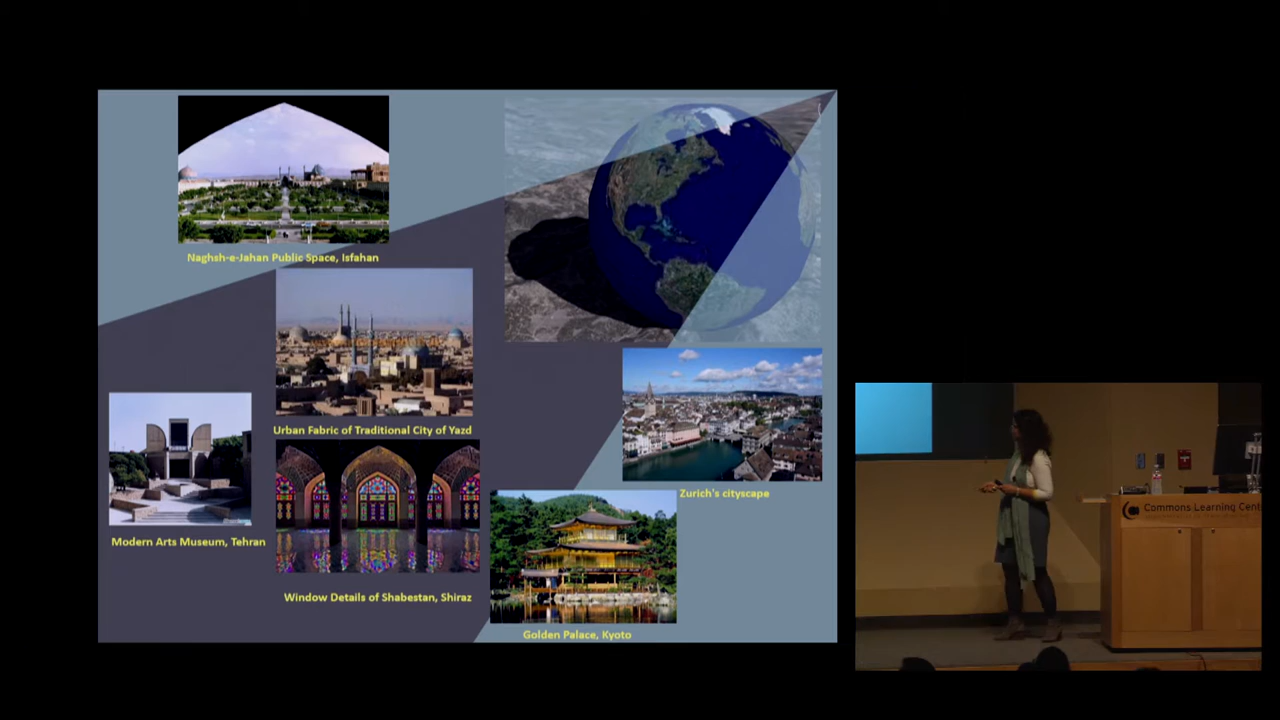 Naghsh-e-Jahan Public Space, Isfahan
Urban Fabric of Traditional City of Yazd
Modern Arts Museum, Tehran
Window Details of Shabestan, Shiraz
Zurich's cityscape
Golden Palace, Kyoto
Commons Learning Cent